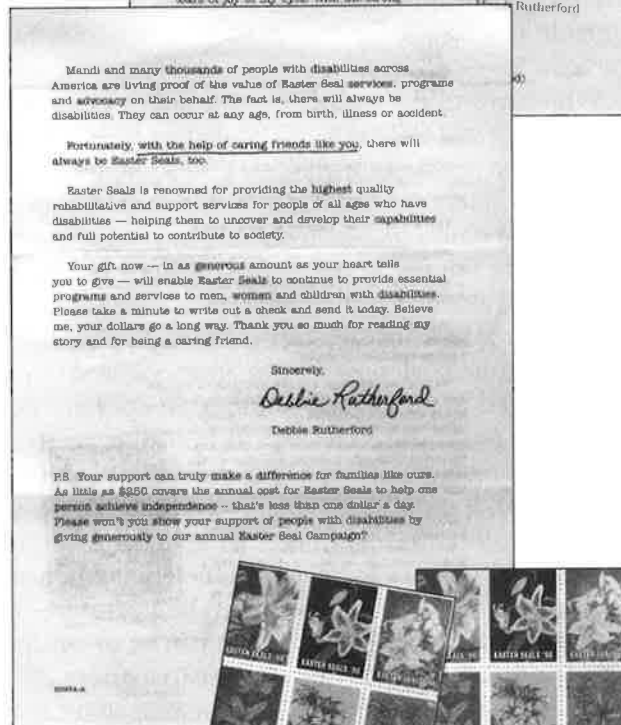 Rutherford
Mandi and many thousands of people with disabilities across
America are living proof of the value of Easter Seal services, programs
and advocacy on their behalf. The fact is, there will always be
disabilities. They can occur at any age, from birth, illness or accident.
Fortunately, with the help of caring friends like you, there will
always be Easter Seals, too.
Easter Seals is renowned for providing the highest quality
rehabilitative and support services for people of all ages who have
disabilities — helping them to uncover and develop their capabilities
and full potential to contribute to society.
Your gift now — in as generous amount as your heart tells
you to give — will enable Easter Seals to continue to provide essential
programs and services to men, women and children with disabilities.
Please take a minute to write out a check and send it today. Believe
me, your dollars go a long way. Thank you so much for reading my
story and for being a caring friend.
Sincerely,
Debbie Rutherford
Debbie Rutherford
P.S. Your support can truly make a difference for families like ours.
As little as $250 covers the annual cost for Easter Seals to help one
person achieve independence -- that's less than one dollar a day.
Please won't you show your support of people with disabilities by
giving generously to our annual Easter Seal Campaign?
EASTER SEALS
EASTER SEALS
EASTER SEALS
EASTER SEALS
EASTER SEALS